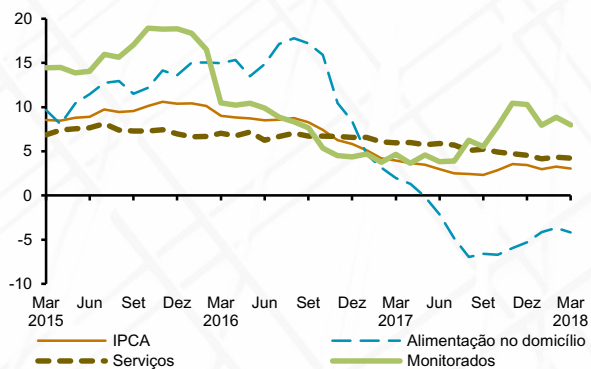 20
15
10
5
0
-5
-10
Mar Jun Set Dez Mar Jun Set Dez Mar Jun Set Dez Mar
2015 2016 2017 2018
IPCA Alimentação no domicílio
Serviços Monitorados